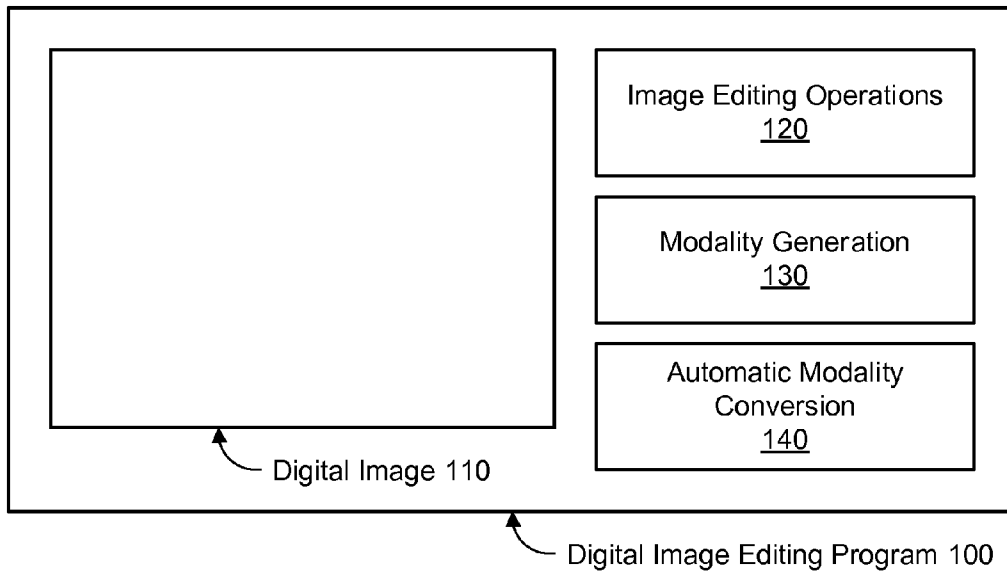 Image Editing Operations
120
Modality Generation
130
Automatic Modality
Conversion
140
Digital Image 110
Digital Image Editing Program 100